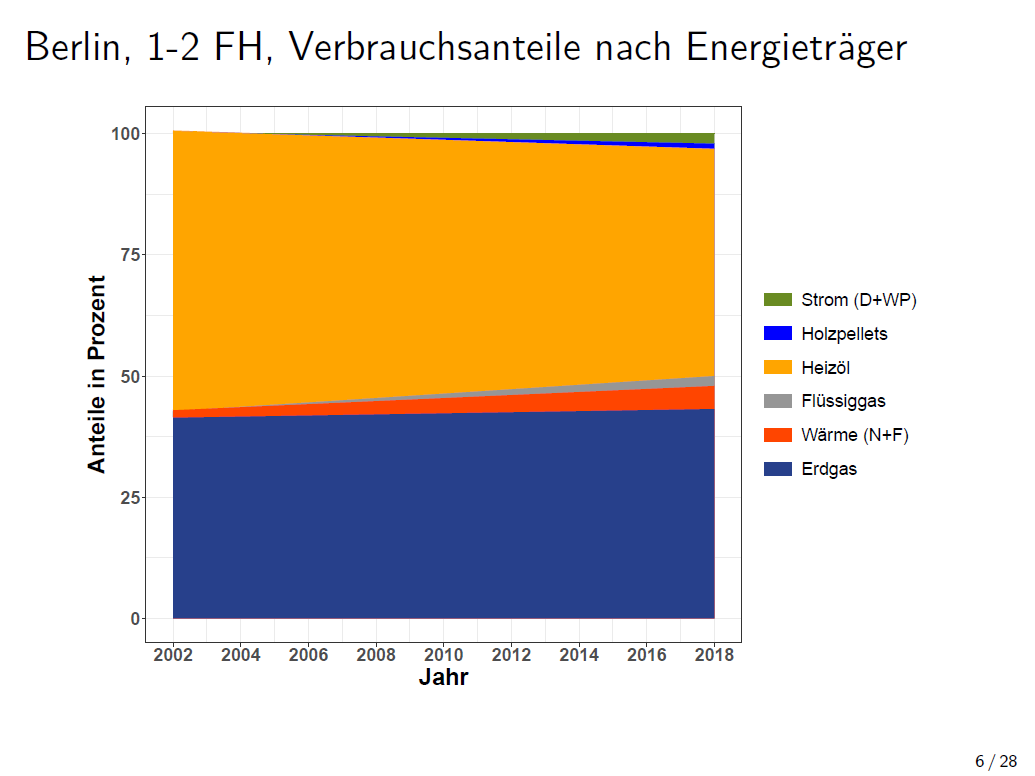 Berlin, 1-2 FH, Verbrauchsanteile nach Energieträger
100
75
50
25
0
Anteile in Prozent
2002 2004 2006 2008 2010 2012 2014 2016 2018
Jahr
Strom (D+WP)
Holzpellets
Heizöl
Flüssiggas
Wärme (N+F)
Erdgas
6 / 28